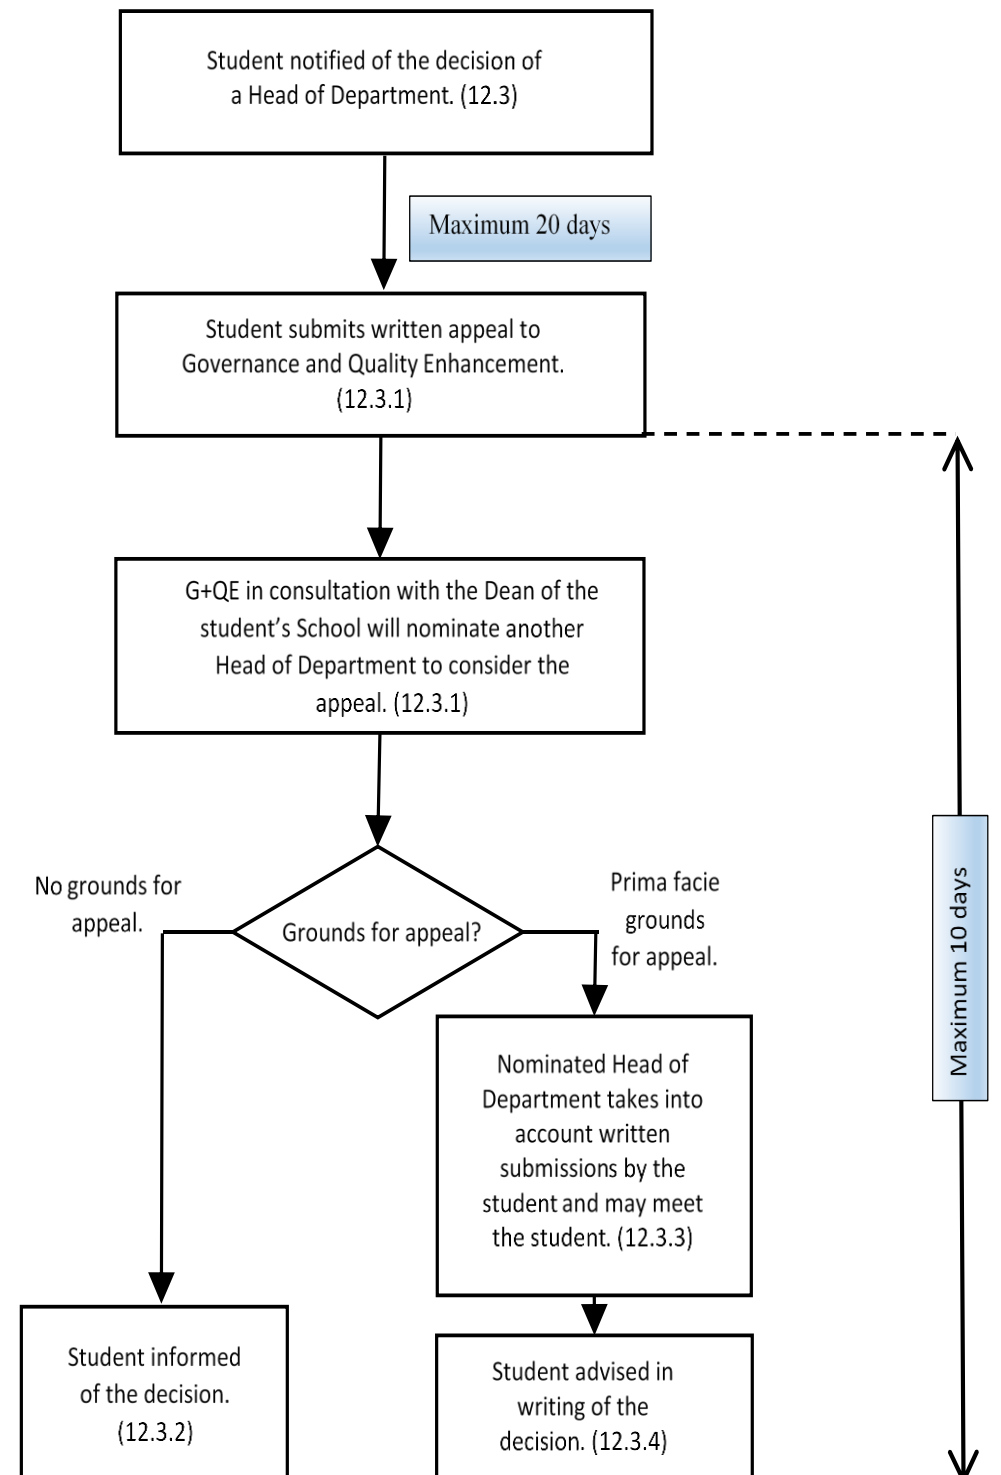 Student notified of the decision of
a Head of Department. (12.3)
Maximum 20 days
Student submits written appeal to
Governance and Quality Enhancement.
(12.3.1)
G+QE in consultation with the Dean of the
student’s School will nominate another
Head of Department to consider the
appeal. (12.3.1)
No grounds for
appeal.
Grounds for appeal?
Prima facie
grounds
for appeal.
Maximum 10 days
Nominated Head of
Department takes into
account written
submissions by the
student and may meet
the student. (12.3.3)
Student informed
of the decision.
(12.3.2)
Student advised in
writing of the
decision. (12.3.4)